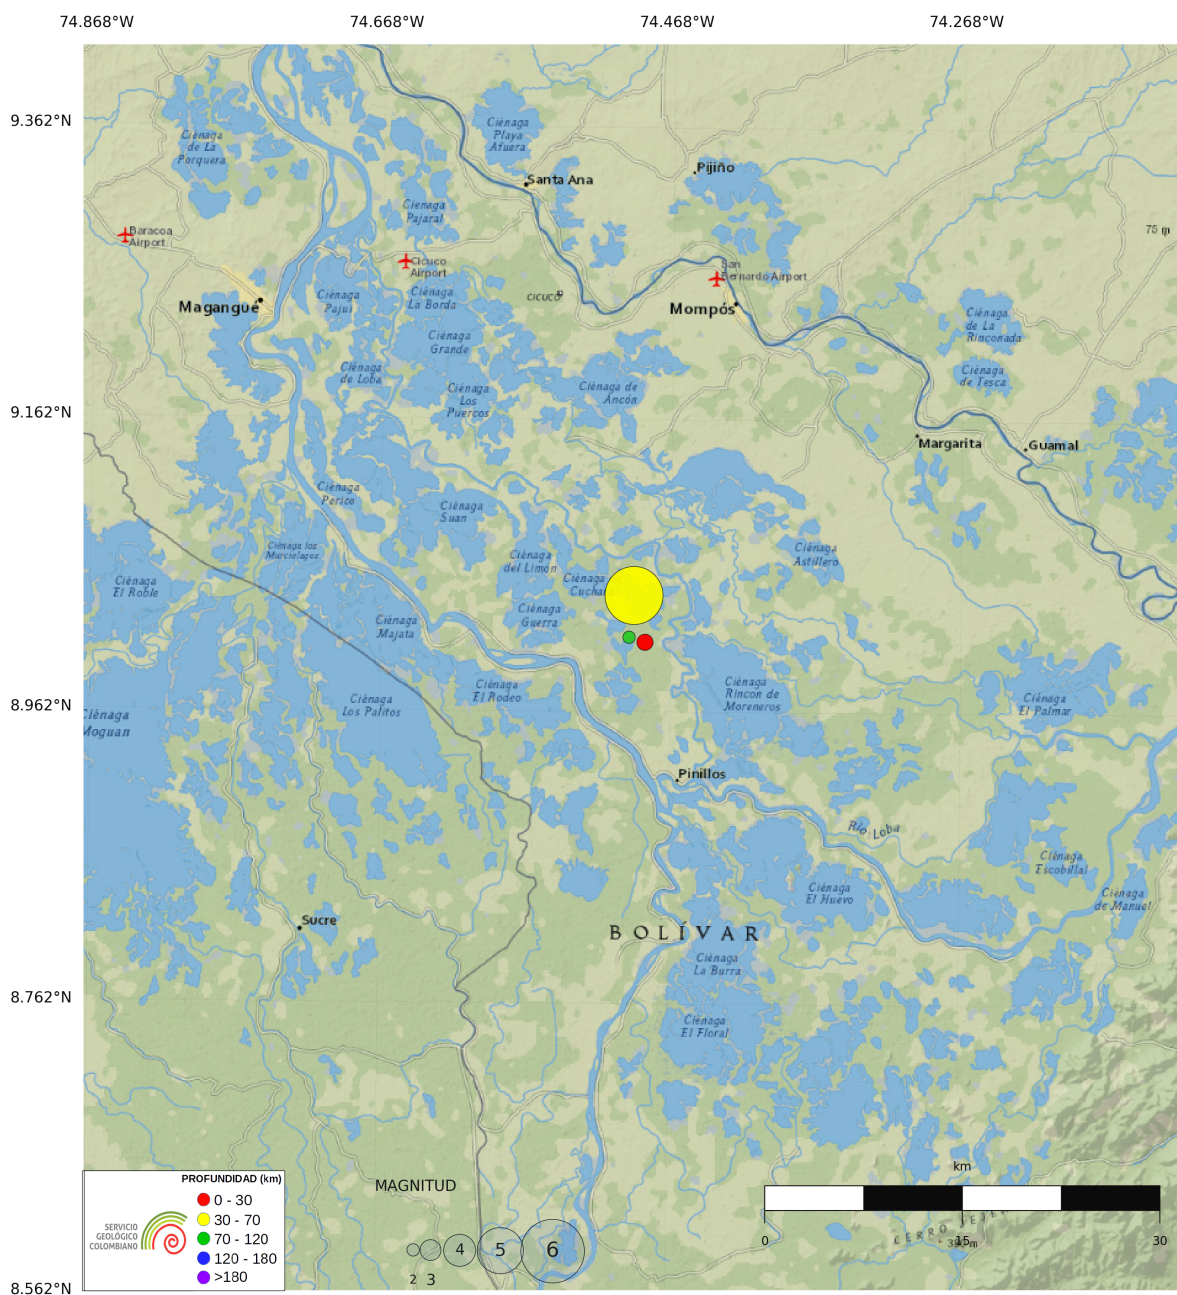 74.868°W
74.668°W
74.468°W
74.268°W
9.362°N
Ciénaga
de La
Porquera
Ciénaga
Playa
Afuera
Santa Ana
Pijiño
Cienaga
Pajaral
Baracoa
Airport
75 m
Cicuco
Airport
San
Bernardo Airport
Ciénaga
Pajul
Ciénaga
La Borda
CICUCO
Magangué
Mompós
Ciénaga
de La
Rinconada
Ciénaga
Grande
Ciénaga
de Loba
Ciénaga
de Tesca
Ciénaga
Los
Puercos
Ciénaga de
Ancón
9.162°N
Margarita
Guamal
Ciénaga
Perico
Ciénaga
Suan
Ciénaga los
Murcielagos
Ciénaga
del Limon
Ciénaga
Astillero
Ciénaga
El Roble
Ciénaga
Ciénaga
Guerra
Ciénaga
Majata
Ciénaga
El Rodeo
Ciénaga
Rincon de
Moreneros
8.962°N
Ciénaga
Los Palitos
Ciénaga
El Palmar
Ciénaga
Moguan
Pinillos
Río Loba
Ciénaga
Escobillal
Ciénaga
El Huevo
Ciénaga
de Manuel
Sucre
BOLÍVAR
Ciénaga
La Burra
8.762°N
Ciénaga
El Floral
km
PROFUNDIDAD (km)
0 - 30
30 - 70
70 - 120
120 - 180
>180
SERVICIO
GEOLÓGICO
COLOMBIANO
MAGNITUD
2
3
4
5
6
0
15
30
CERRO
8.562°N